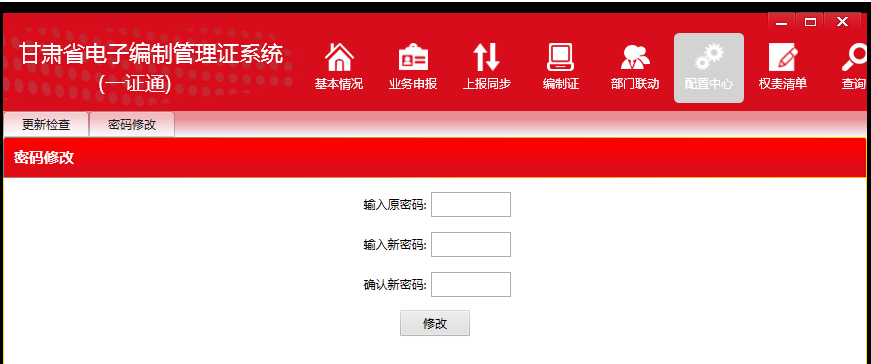 甘肃省电子编制管理证系统
(一证通)
基本情况 业务申报 上报同步 编制证 部门联动 配置中心 权责清单 查询
更新检查 密码修改
密码修改
输入原密码:
输入新密码:
确认新密码:
修改